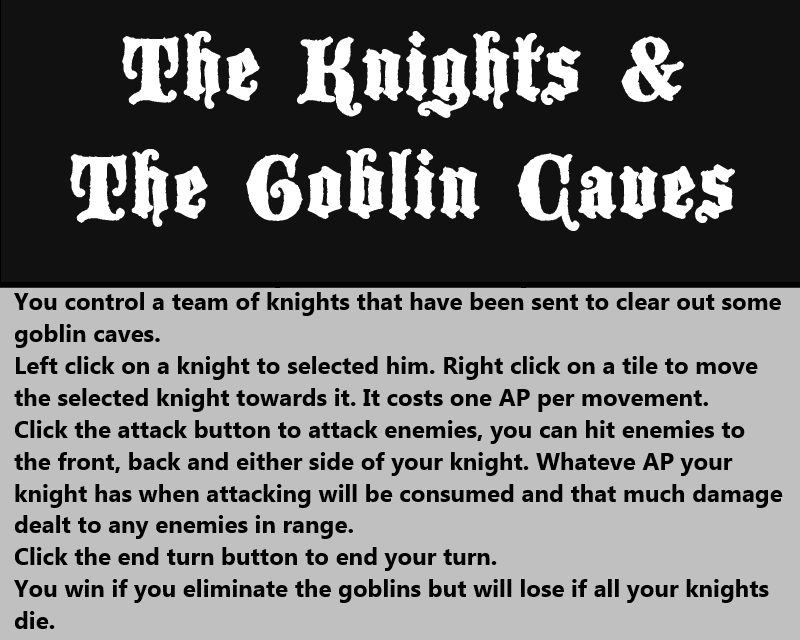 The Knights &
The Goblin Caves
You control a team of knights that have been sent to clear out some
goblin caves.
Left click on a knight to selected him. Right click on a tile to move
the selected knight towards it. It costs one AP per movement.
Click the attack button to attack enemies, you can hit enemies to
the front, back and either side of your knight. Whateve AP your
knight has when attacking will be consumed and that much damage
dealt to any enemies in range.
Click the end turn button to end your turn.
You win if you eliminate the goblins but will lose if all your knights
die.